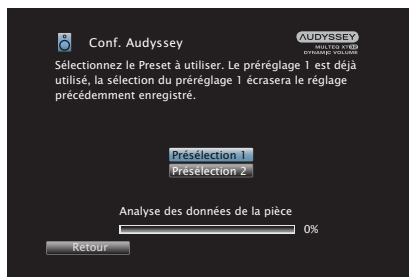 Conf. Audyssey
AUDYSSEY
MULTEQ XT32
DYNAMIC VOLUME
Sélectionnez le Preset à utiliser. Le préréglage 1 est déjà
utilisé, la sélection du préréglage 1 écrasera le réglage
précédemment enregistré.
Présélection 1
Présélection 2
Analyse des données de la pièce
0%
Retour